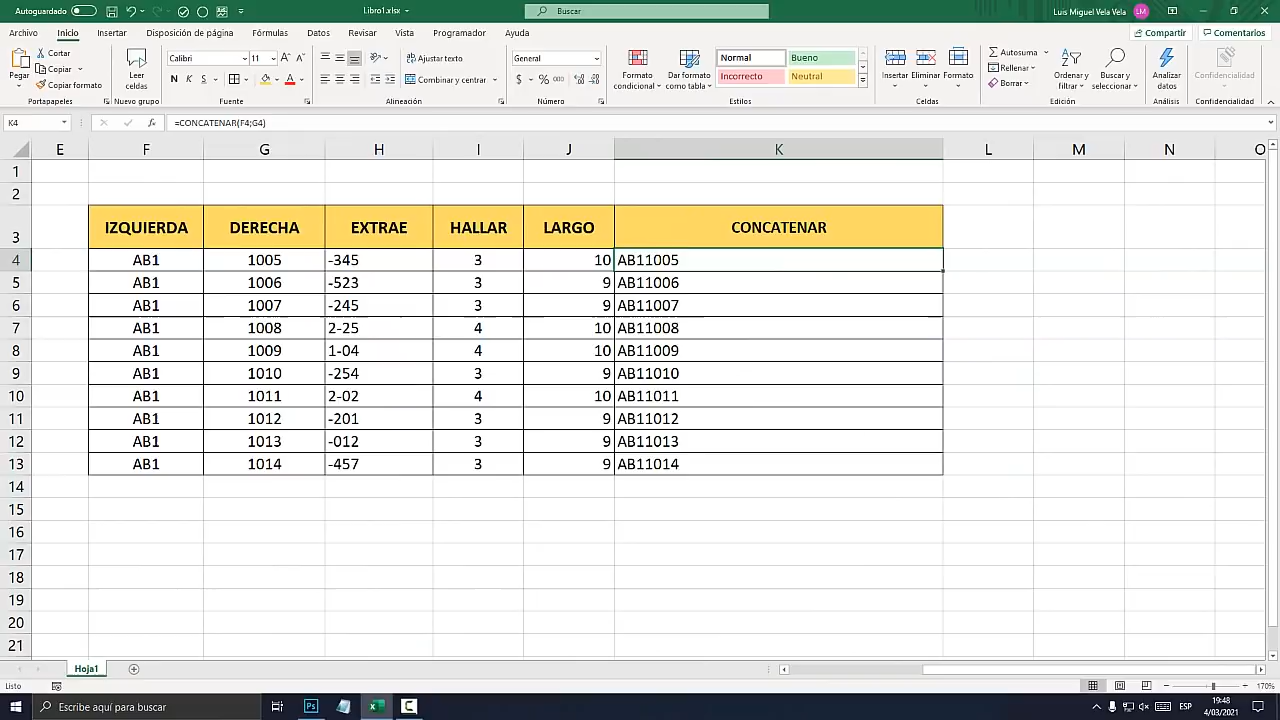 Autoguardado
Libro1.xlsx
Buscar
Luis Miguel Vela Vela
LM
Archivo Inicio Insertar Disposición de página Fórmulas Datos Revisar Vista Programador Ayuda
Compartir
Comentarios
Pegar
Cortar
Copiar
Copiar formato
Portapapeles
Leer celdas
Nuevo grupo
Calibri 11
N K S
Fuente
Ajustar texto
Combinar y centrar
Alineación
General
$ % 000
Número
Formato condicional
Dar formato como tabla
Normal Bueno
Incorrecto Neutral
Estilos
Insertar Eliminar Formato
Celdas
Autosuma
Rellenar
Borrar
Ordenar y filtrar
Buscar y seleccionar
Edición
Analizar datos
Análisis
Confidencialidad
Confidencialidad
K4 fx =CONCATENAR(F4;G4)
E F G H I J K L M N O
1
2
3 IZQUIERDA DERECHA EXTRAE HALLAR LARGO CONCATENAR
4 AB1 1005 -345 3 10 AB11005
5 AB1 1006 -523 3 9 AB11006
6 AB1 1007 -245 3 9 AB11007
7 AB1 1008 2-25 4 10 AB11008
8 AB1 1009 1-04 4 10 AB11009
9 AB1 1010 -254 3 9 AB11010
10 AB1 1011 2-02 4 10 AB11011
11 AB1 1012 -201 3 9 AB11012
12 AB1 1013 -012 3 9 AB11013
13 AB1 1014 -457 3 9 AB11014
14
15
16
17
18
19
20
21
Hoja1
Listo
170%
Escribe aquí para buscar
Ps
ESP
19:48
4/03/2021